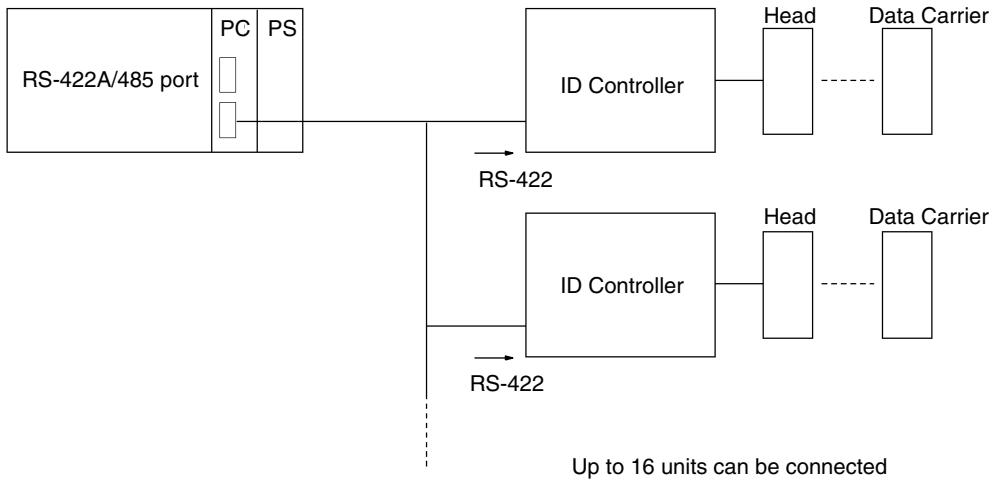 PC PS
RS-422A/485 port
ID Controller
Head
Data Carrier
RS-422
ID Controller
Head
Data Carrier
RS-422
Up to 16 units can be connected